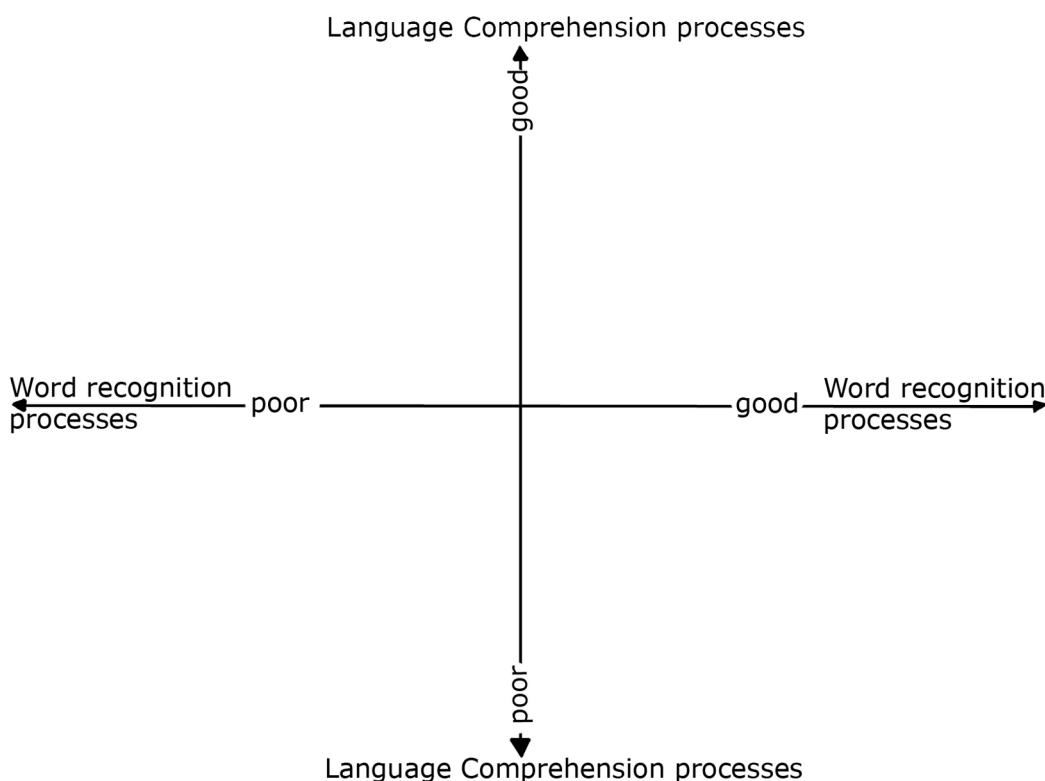 Language Comprehension processes
good
Word recognition
processes
poor
good
Word recognition
processes
poor
Language Comprehension processes